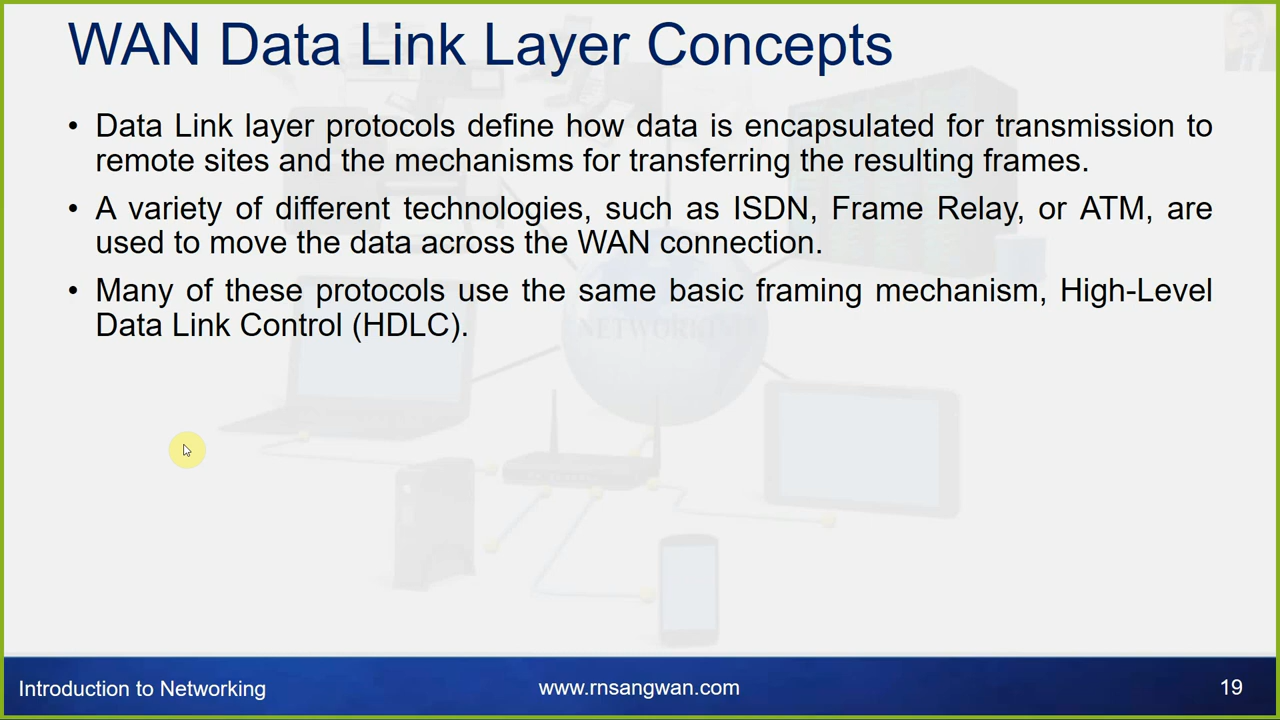 WAN Data Link Layer Concepts
• Data Link layer protocols define how data is encapsulated for transmission to
remote sites and the mechanisms for transferring the resulting frames.
• A variety of different technologies, such as ISDN, Frame Relay, or ATM, are
used to move the data across the WAN connection.
• Many of these protocols use the same basic framing mechanism, High-Level
Data Link Control (HDLC).
NETWORKING
Introduction to Networking
www.rnsangwan.com
19